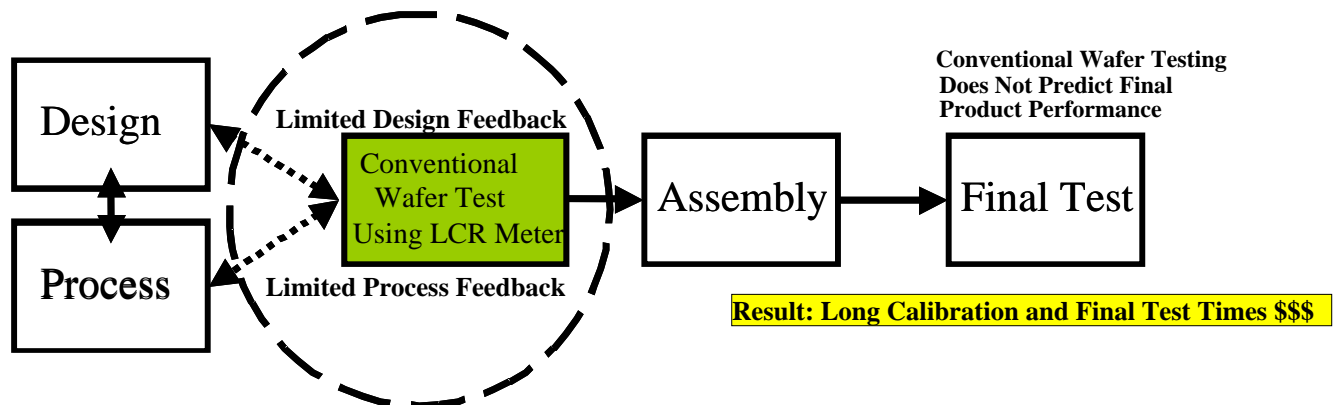 Conventional Wafer Testing
Does Not Predict Final
Product Performance
Design
Limited Design Feedback
Conventional
Wafer Test
Using LCR Meter
Assembly
Final Test
Process
Limited Process Feedback
Result: Long Calibration and Final Test Times $$$